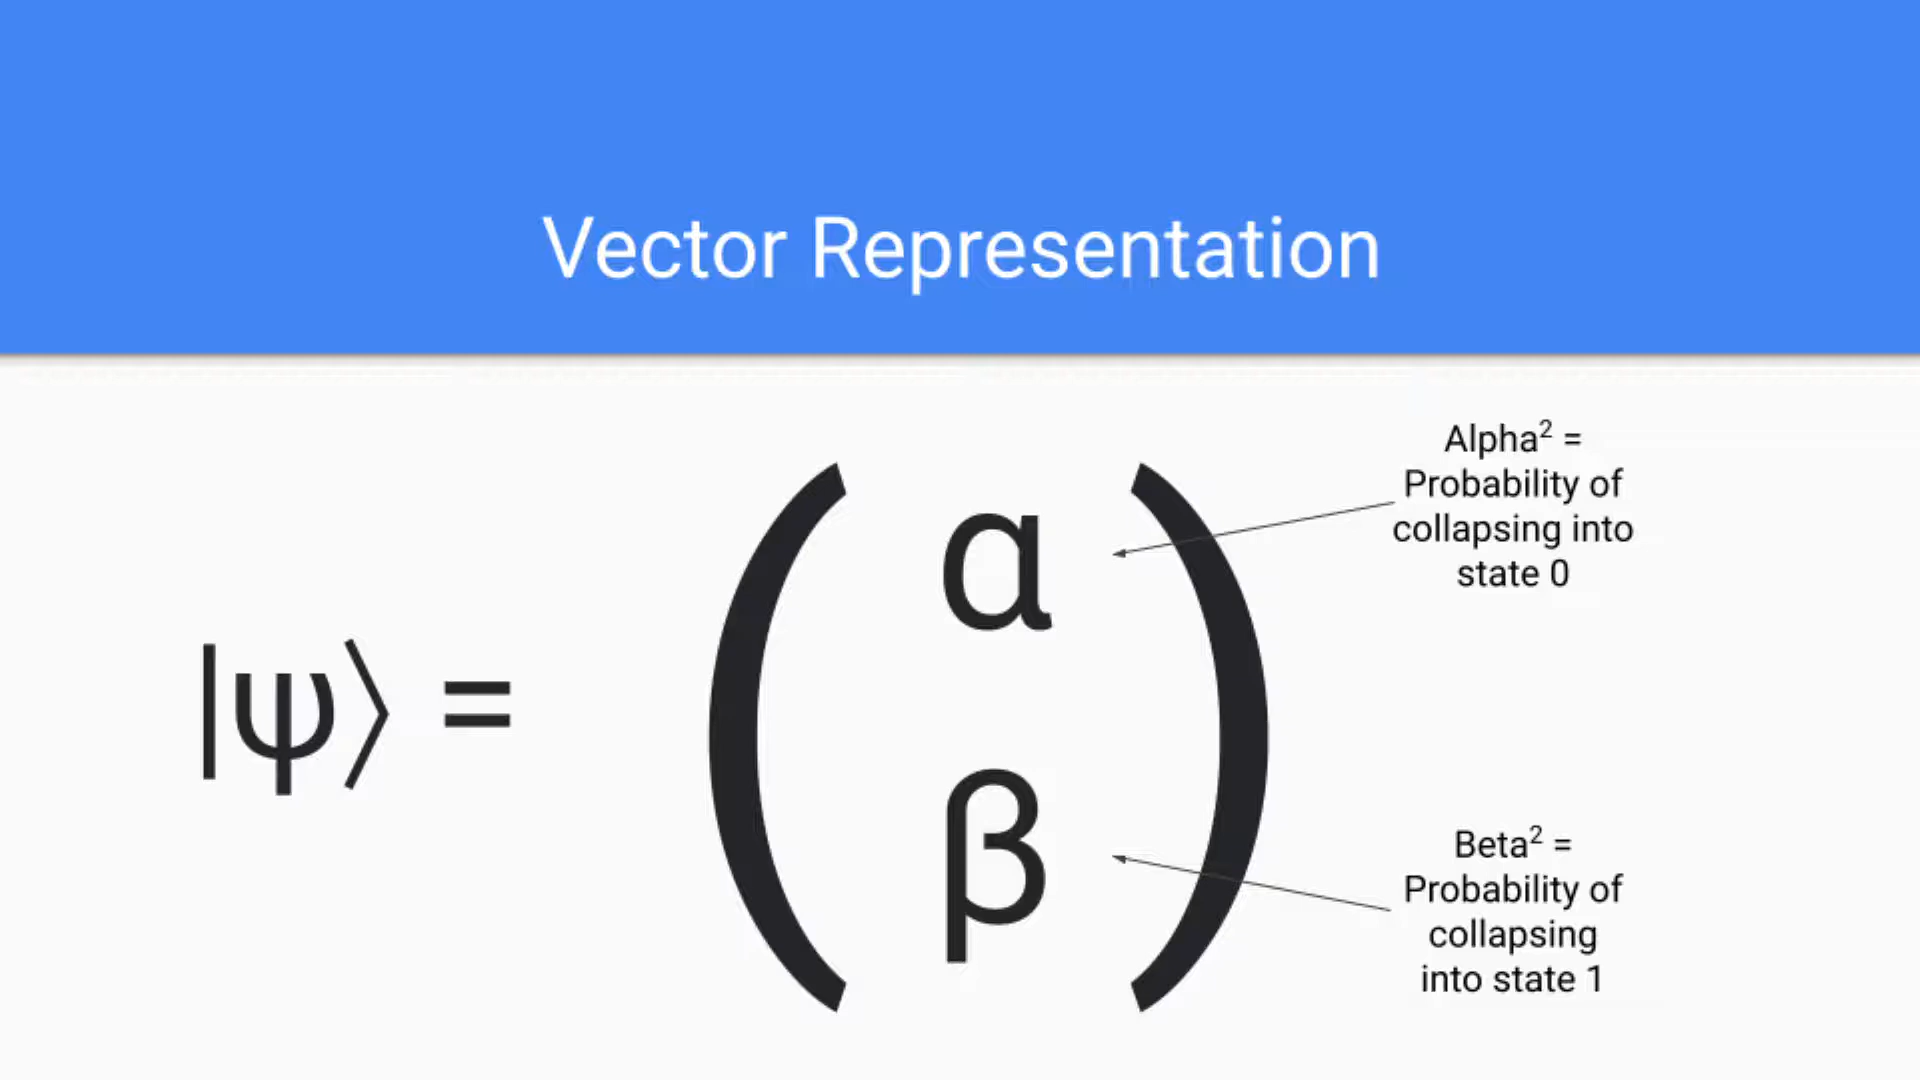 Vector Representation
|ψ⟩ =
α
β
Alpha² =
Probability of
collapsing into
state 0
Beta² =
Probability of
collapsing
into state 1